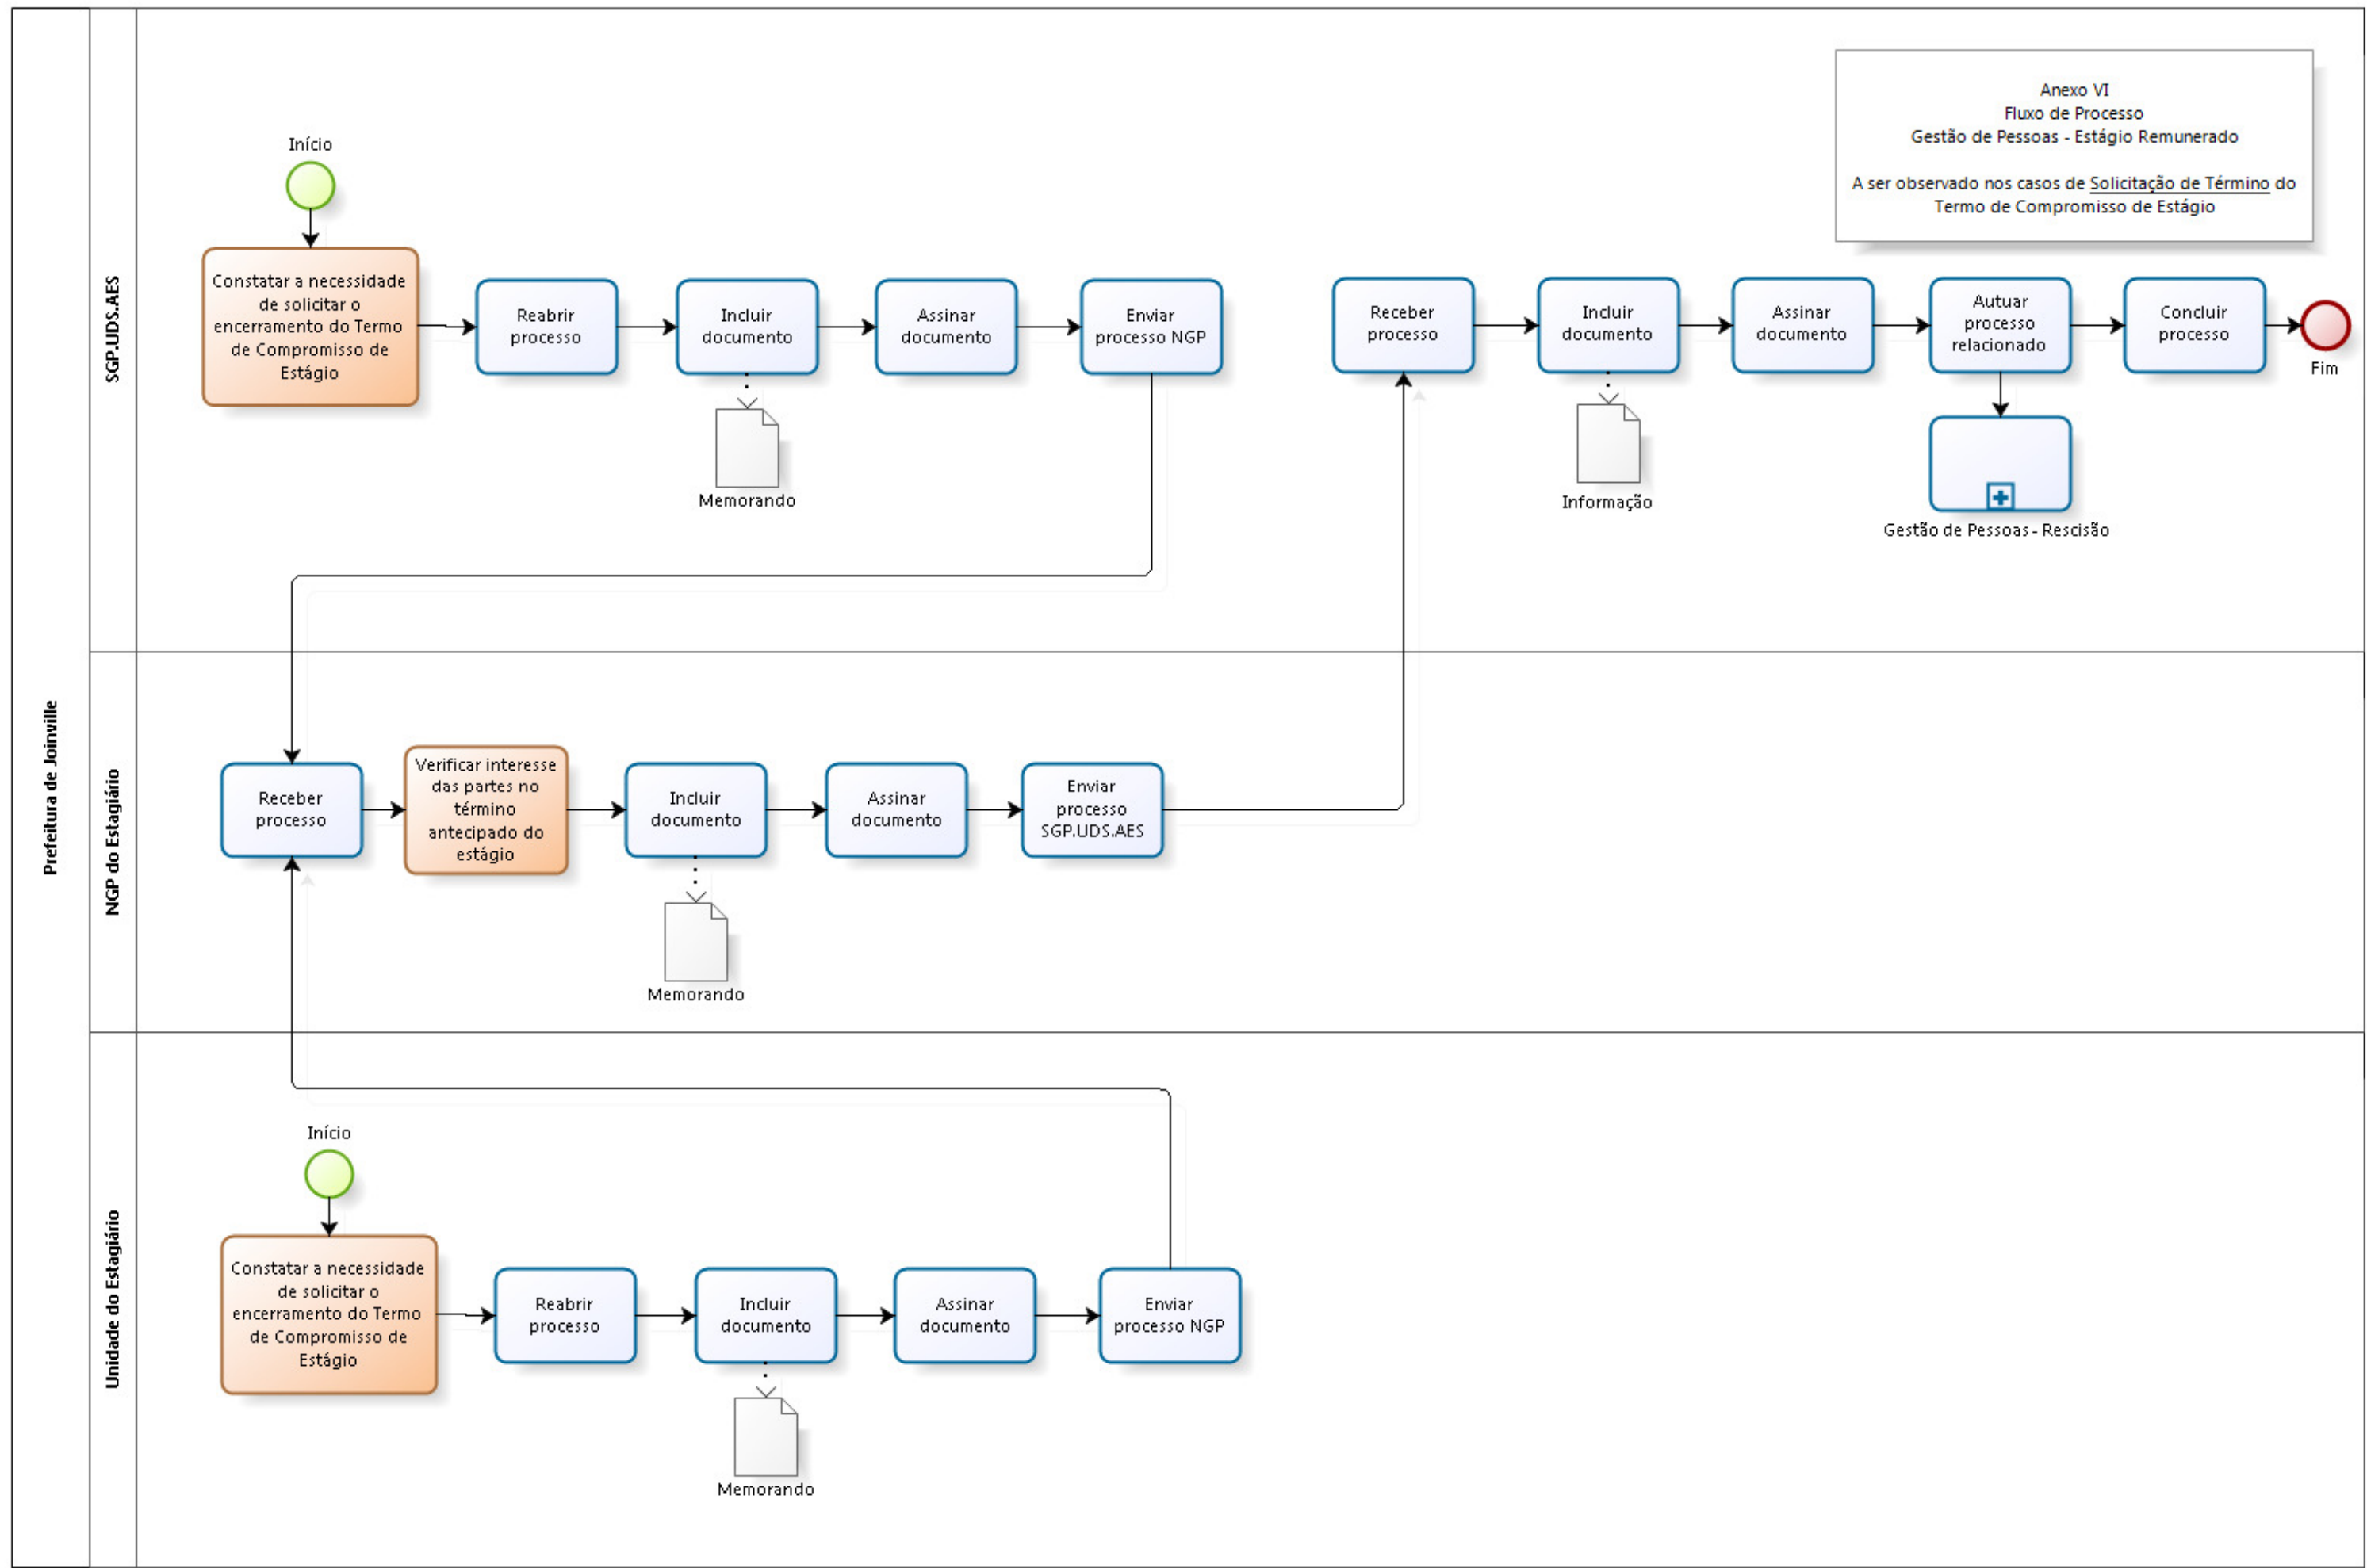 Prefeitura de Joinville
SGP.UDS.AES
Anexo VI
Fluxo de Processo
Gestão de Pessoas - Estágio Remunerado
A ser observado nos casos de Solicitação de Término do
Termo de Compromisso de Estágio
Início
Constatar a necessidade
de solicitar o
encerramento do Termo
de Compromisso de
Estágio
Reabrir
processo
Incluir
documento
Memorando
Assinar
documento
Enviar
processo NGP
Receber
processo
Incluir
documento
Informação
Assinar
documento
Autuar
processo
relacionado
Gestão de Pessoas - Rescisão
Concluir
processo
Fim
NGP do Estagiário
Receber
processo
Verificar interesse
das partes no
término
antecipado do
estágio
Incluir
documento
Memorando
Assinar
documento
Enviar
processo
SGP.UDS.AES
Unidade do Estagiário
Início
Constatar a necessidade
de solicitar o
encerramento do Termo
de Compromisso de
Estágio
Reabrir
processo
Incluir
documento
Memorando
Assinar
documento
Enviar
processo NGP